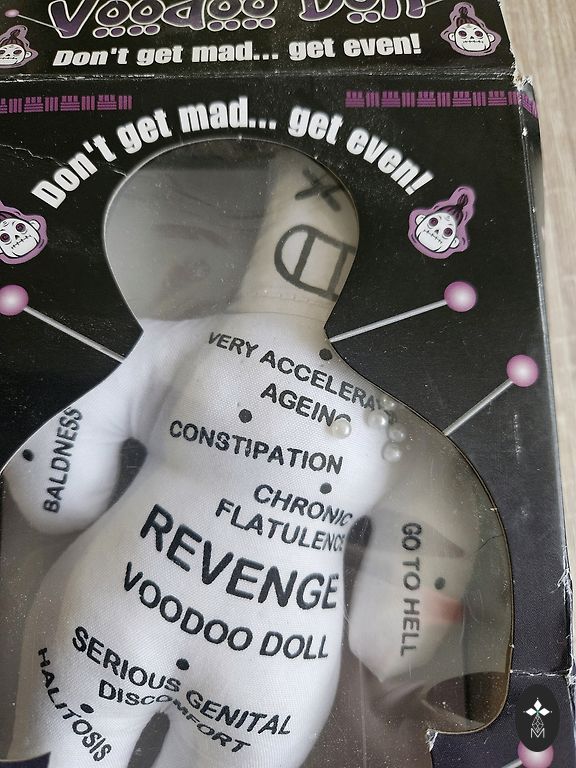 Voodoo Doll
Don't get mad... get even!
Don't get mad... get even!
VERY ACCELERA
AGEING
CONSTIPATION
BALDNESS
CHRONIC
FLATULENCE
REVENGE
VOODOO DOLL
GO TO HELL
SERIOUS GENITAL
DISCOMFORT
HALITOSIS
M